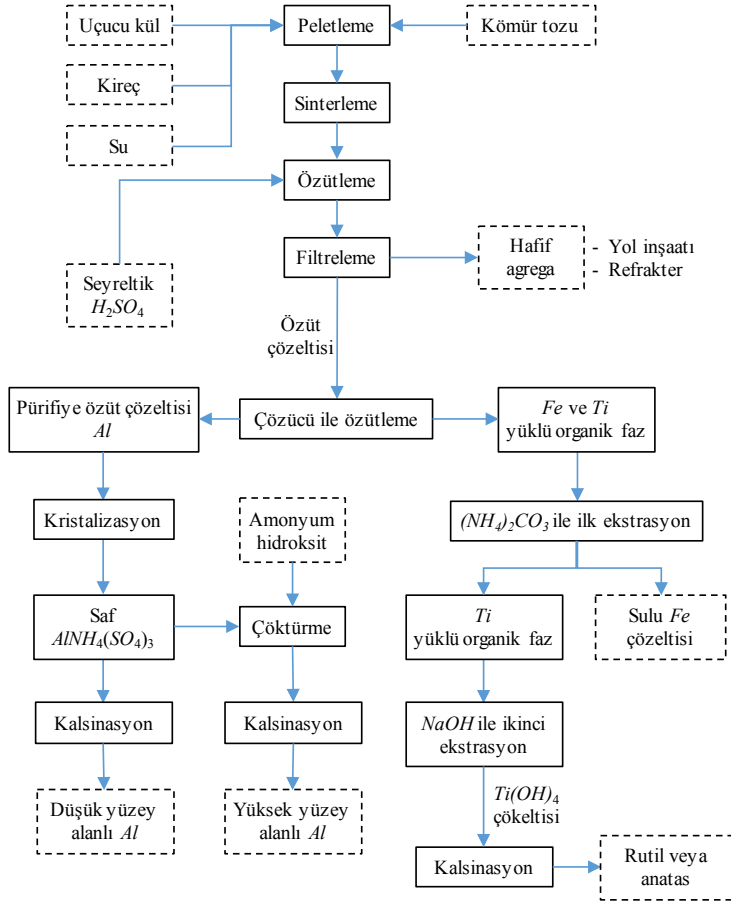 Uçucu kül
Peletleme
Kömür tozu
Kireç
Sinterleme
Su
Özütleme
Seyreltik
H₂SO₄
Filtreleme
Hafif
agrega
- Yol inşaatı
- Refrakter
Özüt
çözeltisi
Pürifiye özüt çözeltisi
Al
Çözücü ile özütleme
Fe ve Ti
yüklü organik faz
Kristalizasyon
Amonyum
hidroksit
(NH₄)₂CO₃ ile ilk ekstrasyon
Saf
AlNH₄(SO₄)₃
Çöktürme
Ti
yüklü organik faz
Sulu Fe
çözeltisi
Kalsinasyon
Kalsinasyon
NaOH ile ikinci
ekstrasyon
Düşük yüzey
alanlı Al
Yüksek yüzey
alanlı Al
Ti(OH)₄
çökeltisi
Kalsinasyon
Rutil veya
anatas